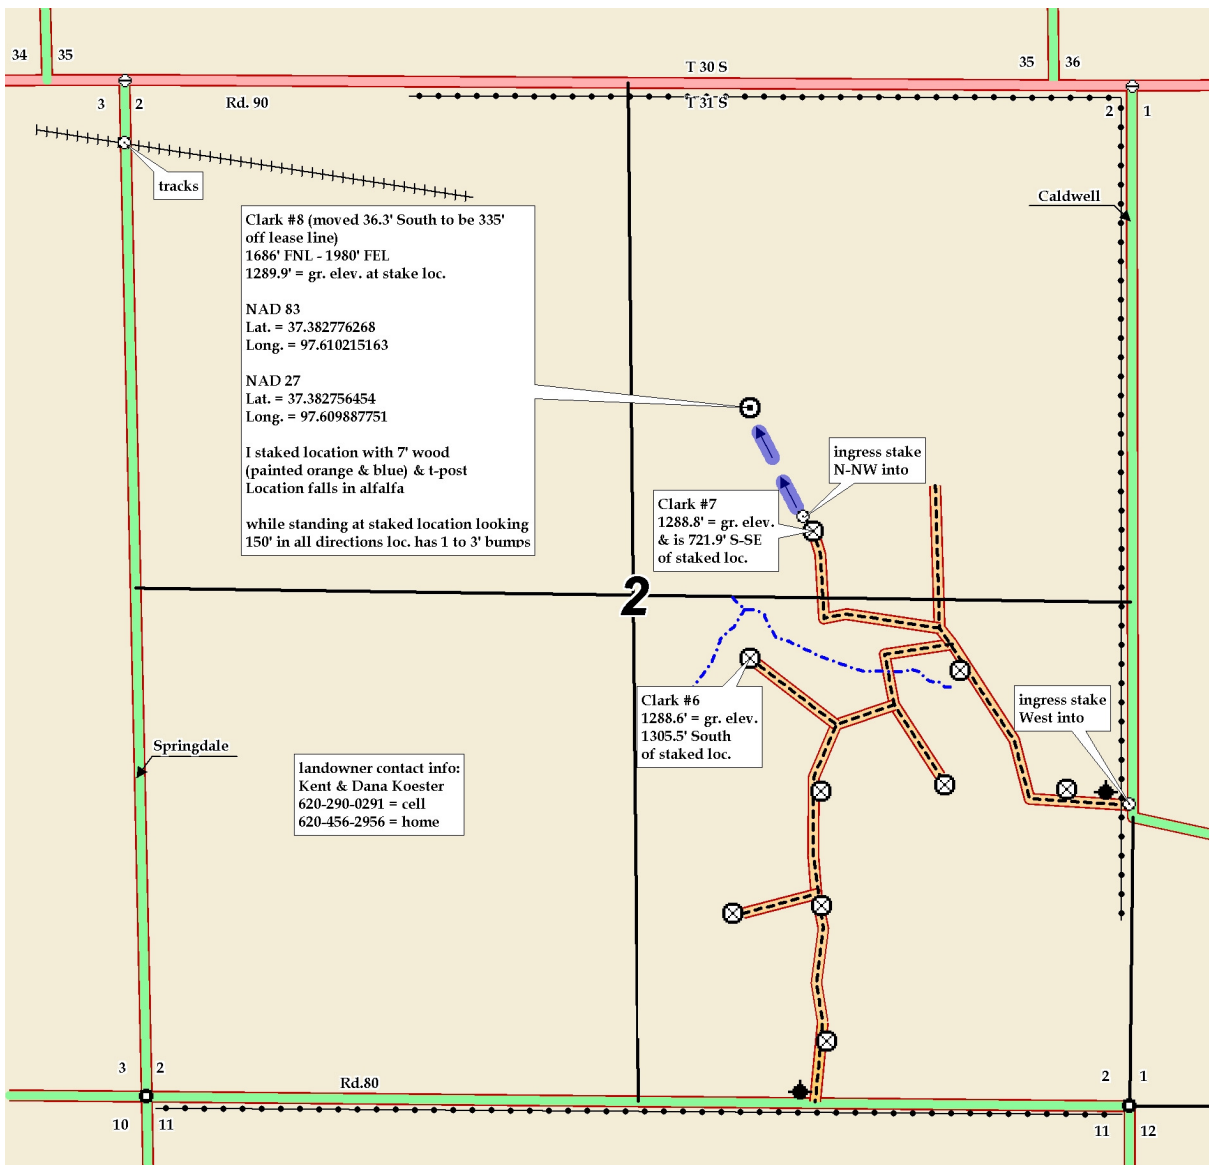 34 35
35 36
T 30 S
3 2
Rd. 90
T 31 S
2 1
tracks
Caldwell
Clark #8 (moved 36.3' South to be 335'
off lease line)
1686' FNL - 1980' FEL
1289.9' = gr. elev. at stake loc.
NAD 83
Lat. = 37.382776268
Long. = 97.610215163
NAD 27
Lat. = 37.382756454
Long. = 97.609887751
I staked location with 7' wood
(painted orange & blue) & t-post
Location falls in alfalfa
while standing at staked location looking
150' in all directions loc. has 1 to 3' bumps
ingress stake
N-NW into
Clark #7
1288.8' = gr. elev.
& is 721.9' S-SE
of staked loc.
2
Clark #6
1288.6' = gr. elev.
1305.5' South
of staked loc.
ingress stake
West into
Springdale
landowner contact info:
Kent & Dana Koester
620-290-0291 = cell
620-456-2956 = home
3 2
Rd.80
2 1
10 11
11 12